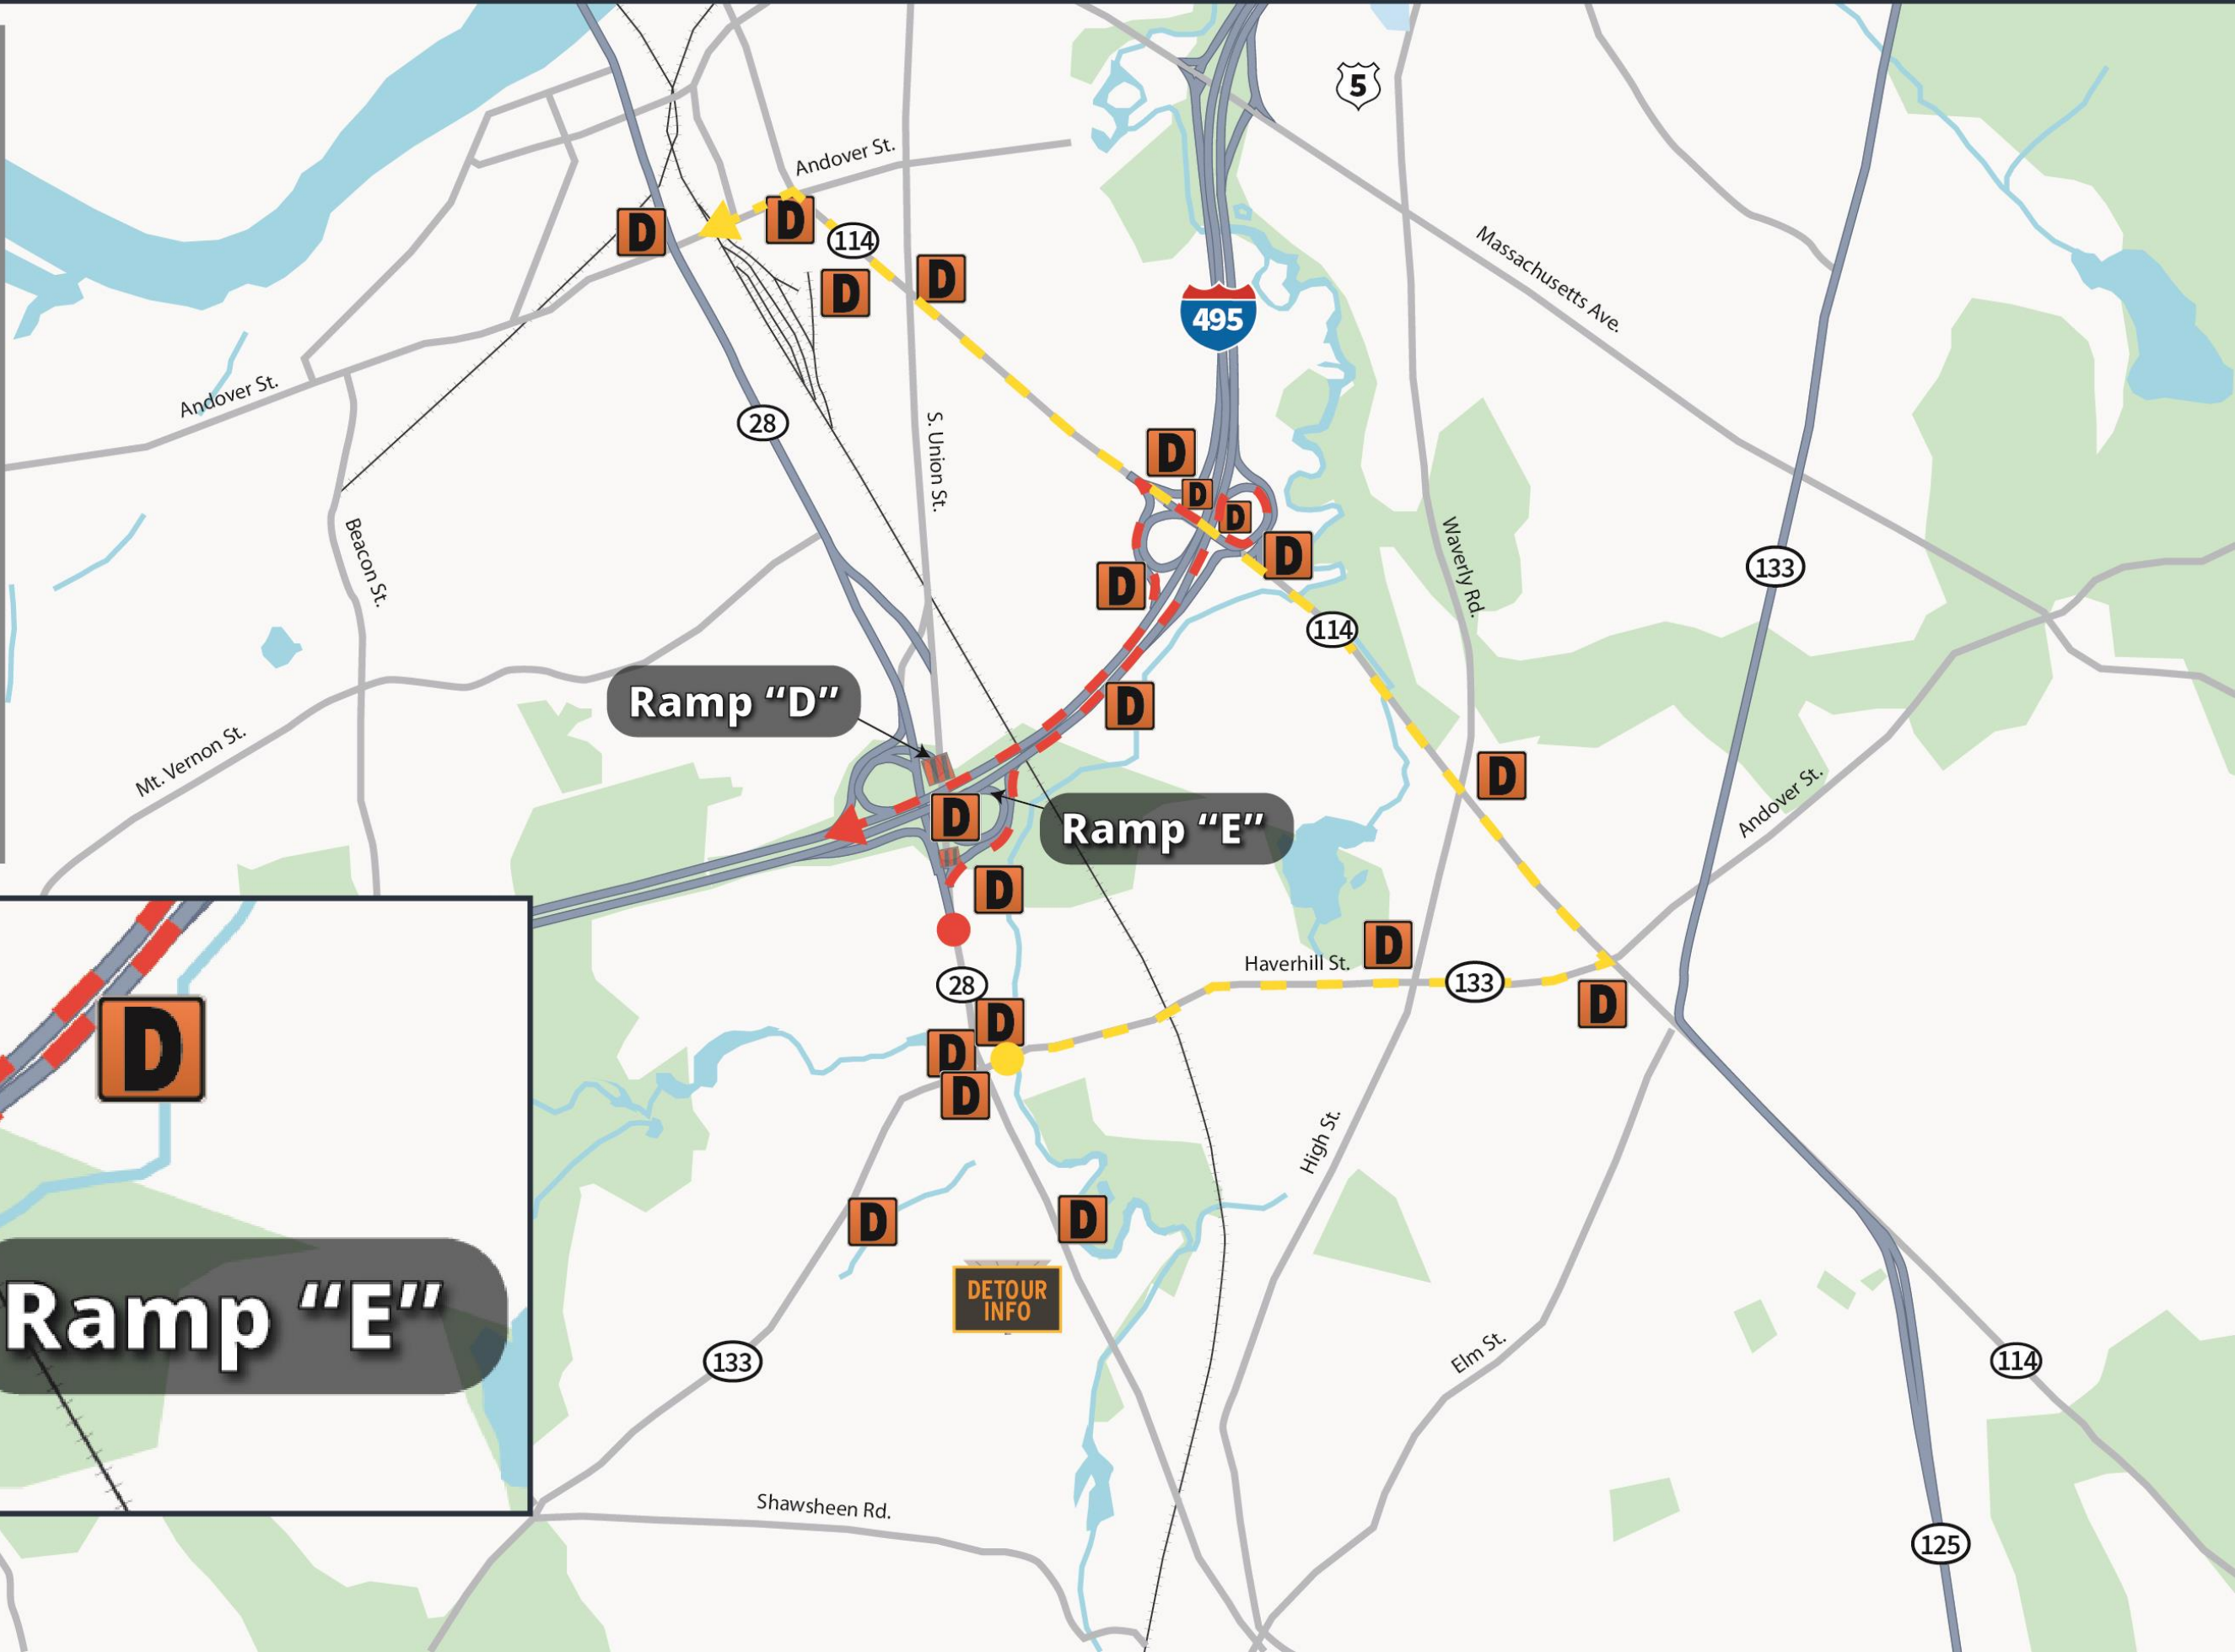 5
Andover St.
D
D
114
D
D
Massachusetts Ave.
495
Andover St.
28
S. Union St.
D
D
D
D
D
Beacon St.
Waverly Rd.
133
114
Ramp “D”
D
Mt. Vernon St.
D
Andover St.
D
Ramp “E”
D
D
Haverhill St.
28
133
D
D
D
D
D
High St.
D
D
DETOUR
INFO
Ramp “E”
Elm St.
133
114
Shawsheen Rd.
125